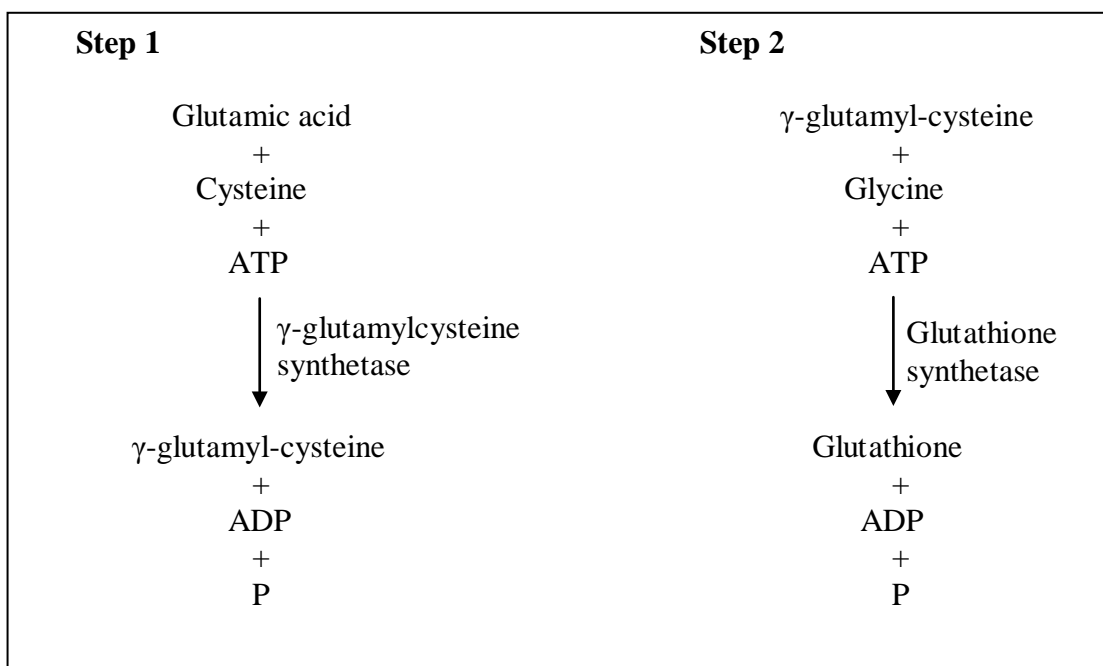 Step 1
Glutamic acid
+
Cysteine
+
ATP
γ-glutamylcysteine
synthetase
γ-glutamyl-cysteine
+
ADP
+
P
Step 2
γ-glutamyl-cysteine
+
Glycine
+
ATP
Glutathione
synthetase
Glutathione
+
ADP
+
P